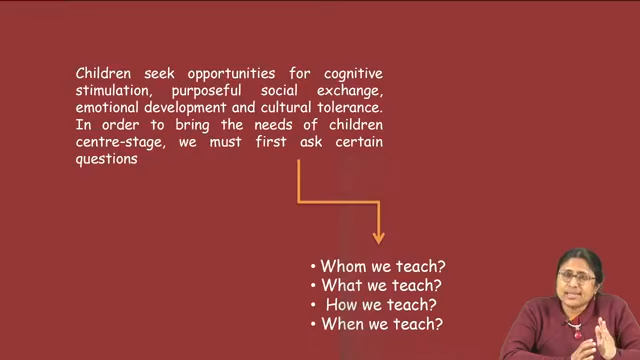 Children seek opportunities for cognitive
stimulation, purposeful social exchange,
emotional development and cultural tolerance.
In order to bring the needs of children
centre-stage, we must first ask certain
questions
• Whom we teach?
• What we teach?
• How we teach?
• When we teach?